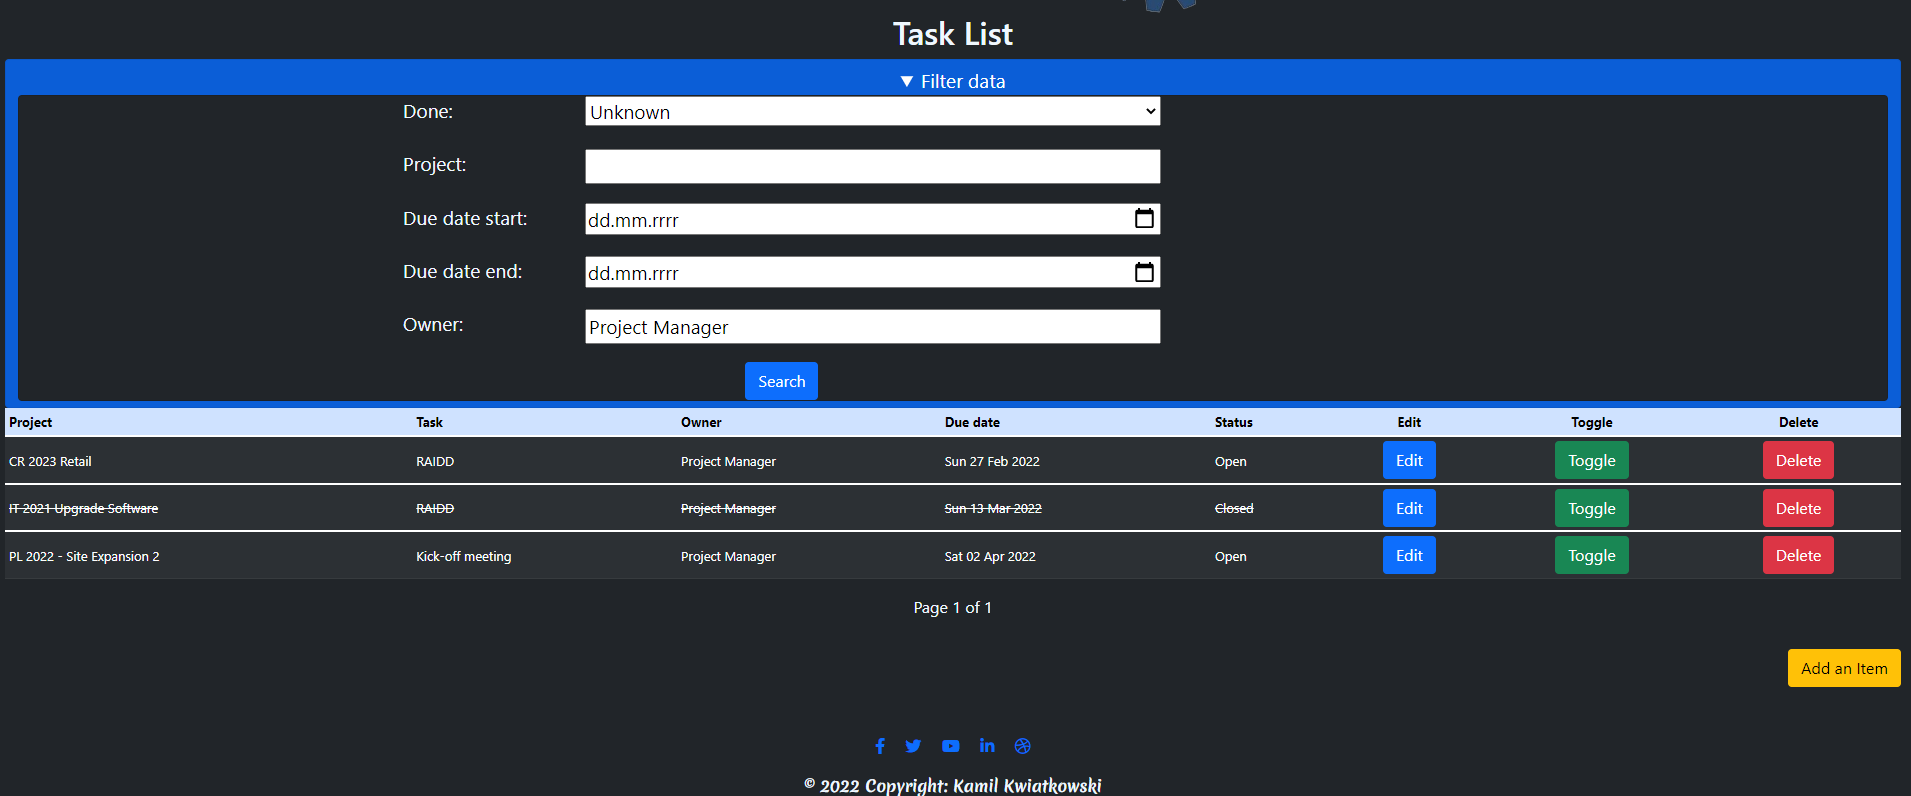 Task List
▼ Filter data
Done: Unknown
Project:
Due date start: dd.mm.rrrr
Due date end: dd.mm.rrrr
Owner: Project Manager
Search
Project Task Owner Due date Status Edit Toggle Delete
CR 2023 Retail RAIDD Project Manager Sun 27 Feb 2022 Open Edit Toggle Delete
IT 2021 Upgrade Software RAIDD Project Manager Sun 13 Mar 2022 Closed Edit Toggle Delete
PL 2022 - Site Expansion 2 Kick-off meeting Project Manager Sat 02 Apr 2022 Open Edit Toggle Delete
Page 1 of 1
Add an Item
© 2022 Copyright: Kamil Kwiatkowski